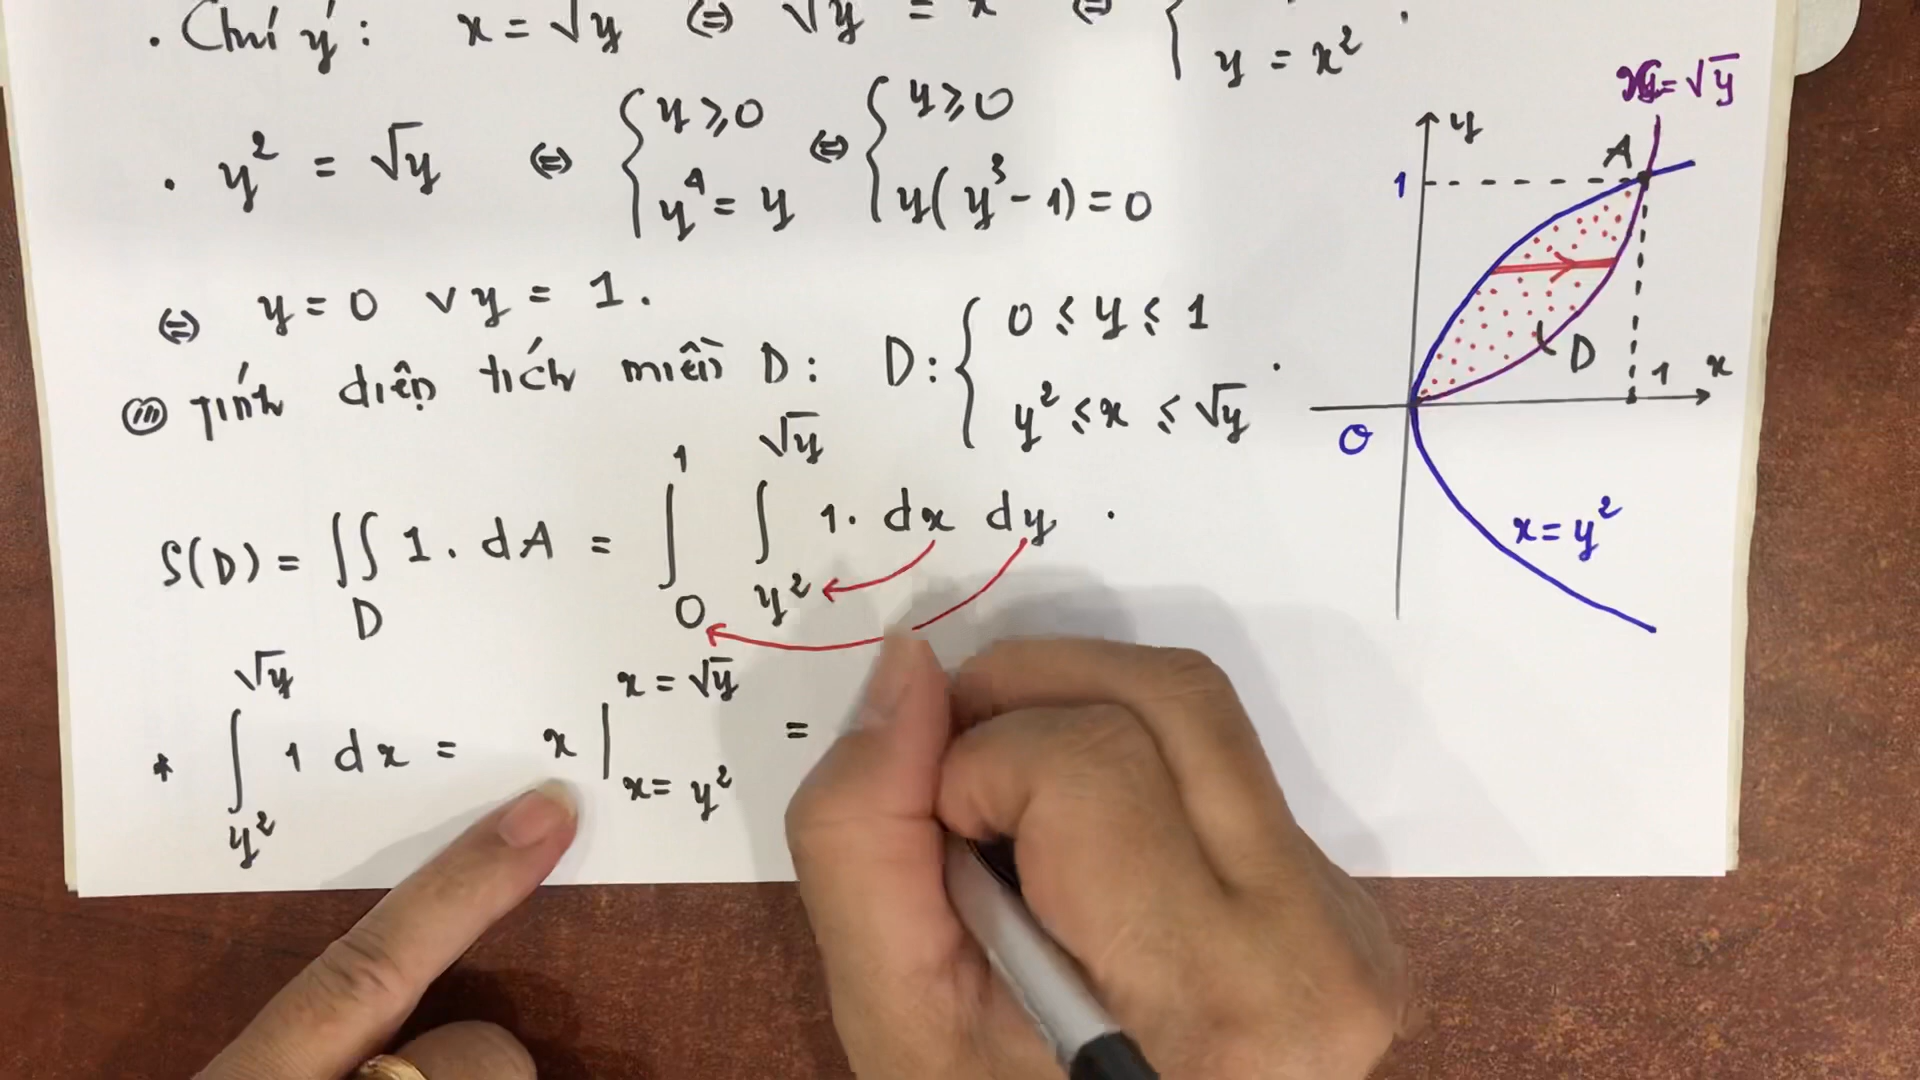 . Chú ý: x = √y ⇔ √y = x ⇔ {
y = x²
. y² = √y ⇔ { y ⩾ 0 ⇔ { y ⩾ 0
y⁴ = y y(y³ - 1) = 0
⇔ y = 0 ∨ y = 1.
(iii) Tính diện tích miền D: D: { 0 ⩽ y ⩽ 1
y² ⩽ x ⩽ √y .
S(D) = ∬_D 1. dA = ∫_0^1 ∫_{y²}^{√y} 1. dx dy .
* ∫_{y²}^{√y} 1 dx = x |_{x = y²}^{x = √y} =
= √y
y
A
1
D
1 x
O
x = y²